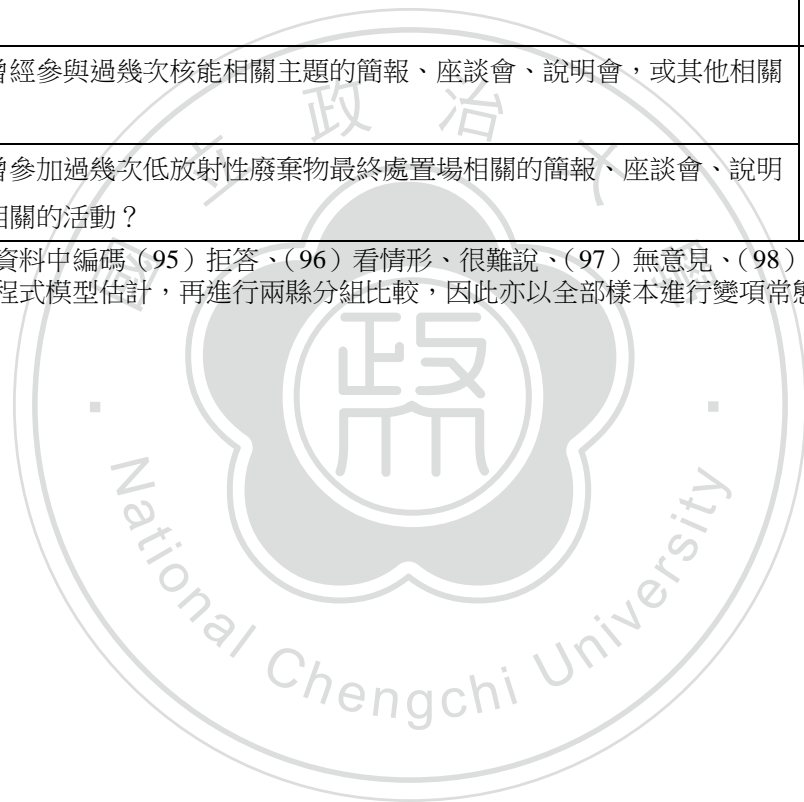 曾經參與過幾次核能相關主題的簡報、座談會、說明會，或其他相關
曾參加過幾次低放射性廢棄物最終處置場相關的簡報、座談會、說明
相關的活動？
資料中編碼（95）拒答、（96）看情形、很難說、（97）無意見、（98）
程式模型估計，再進行兩縣分組比較，因此亦以全部樣本進行變項常態
國立政治大學
政
National Chengchi University